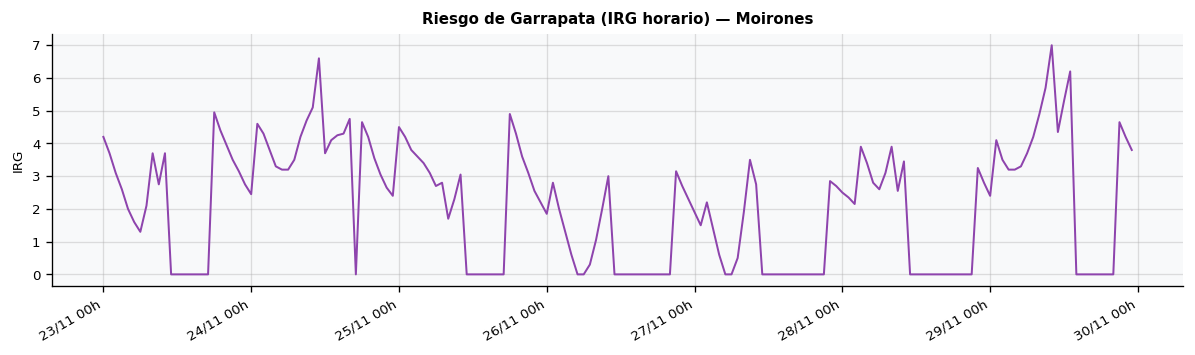 Riesgo de Garrapata (IRG horario) — Moirones
IRG
7
6
5
4
3
2
1
0
23/11 00h
24/11 00h
25/11 00h
26/11 00h
27/11 00h
28/11 00h
29/11 00h
30/11 00h